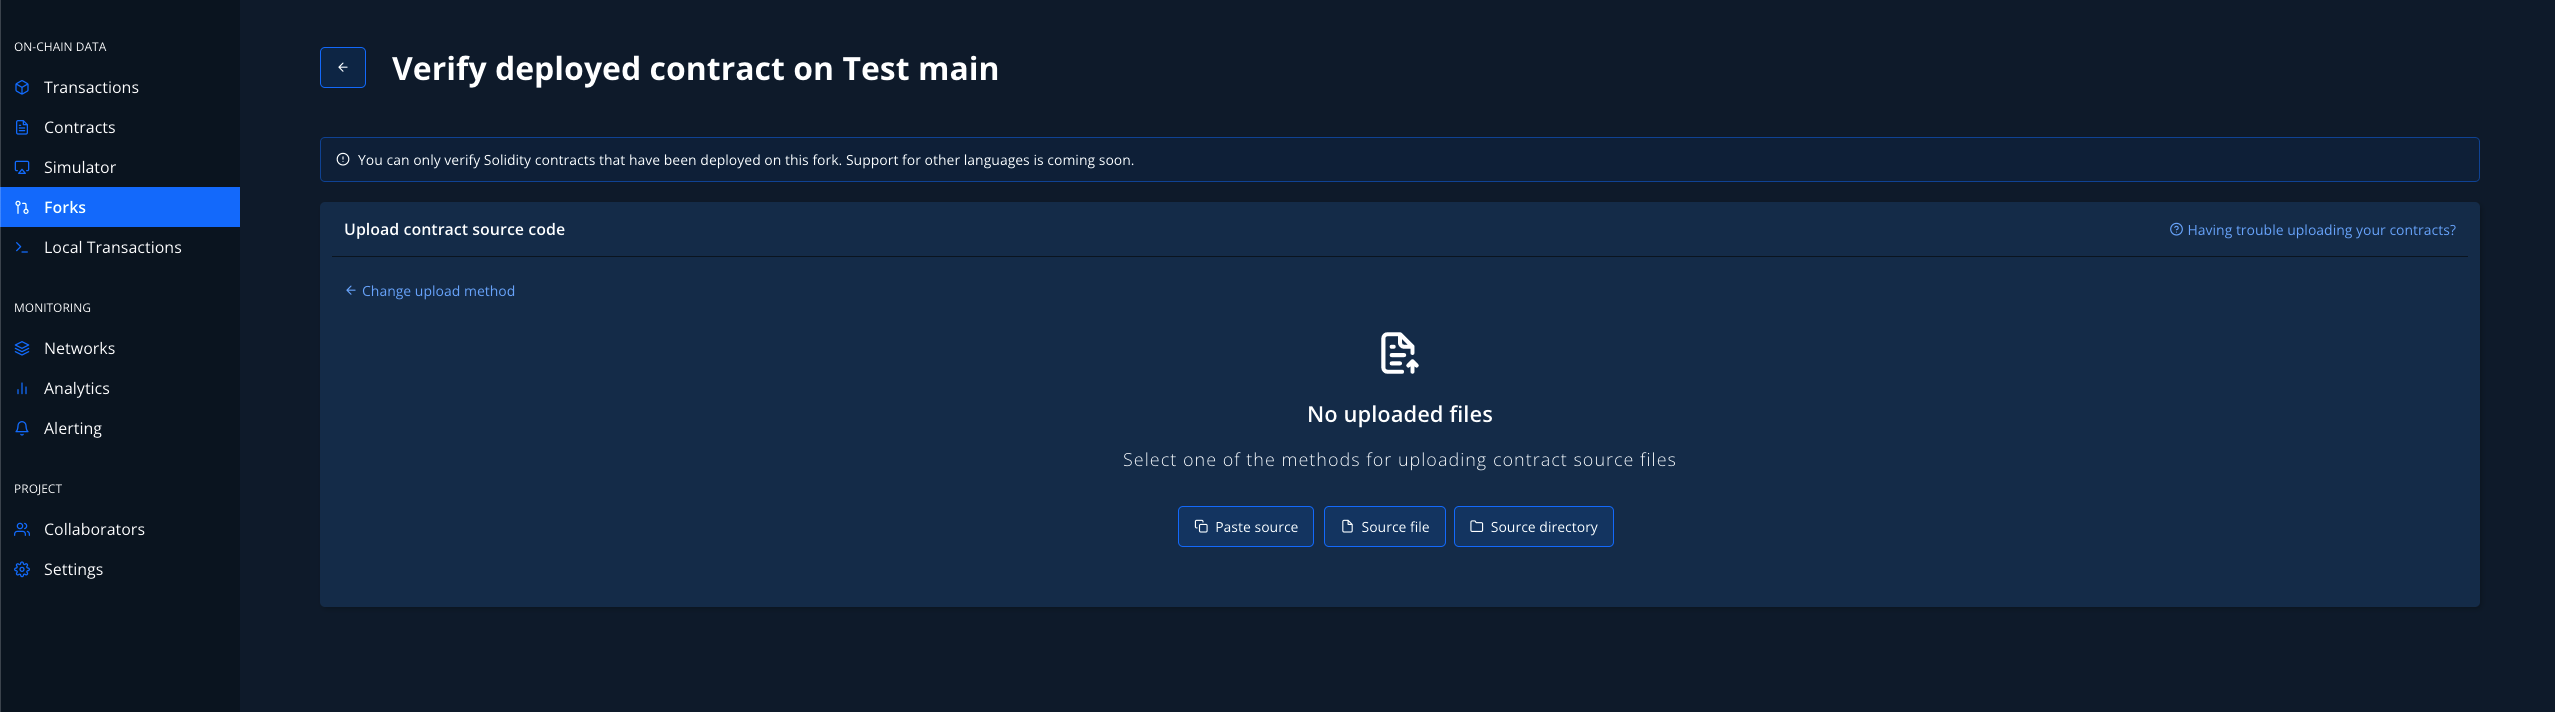 ON-CHAIN DATA
Transactions
Contracts
Simulator
Forks
Local Transactions
MONITORING
Networks
Analytics
Alerting
PROJECT
Collaborators
Settings
Verify deployed contract on Test main
You can only verify Solidity contracts that have been deployed on this fork. Support for other languages is coming soon.
Upload contract source code
Having trouble uploading your contracts?
Change upload method
No uploaded files
Select one of the methods for uploading contract source files
Paste source
Source file
Source directory